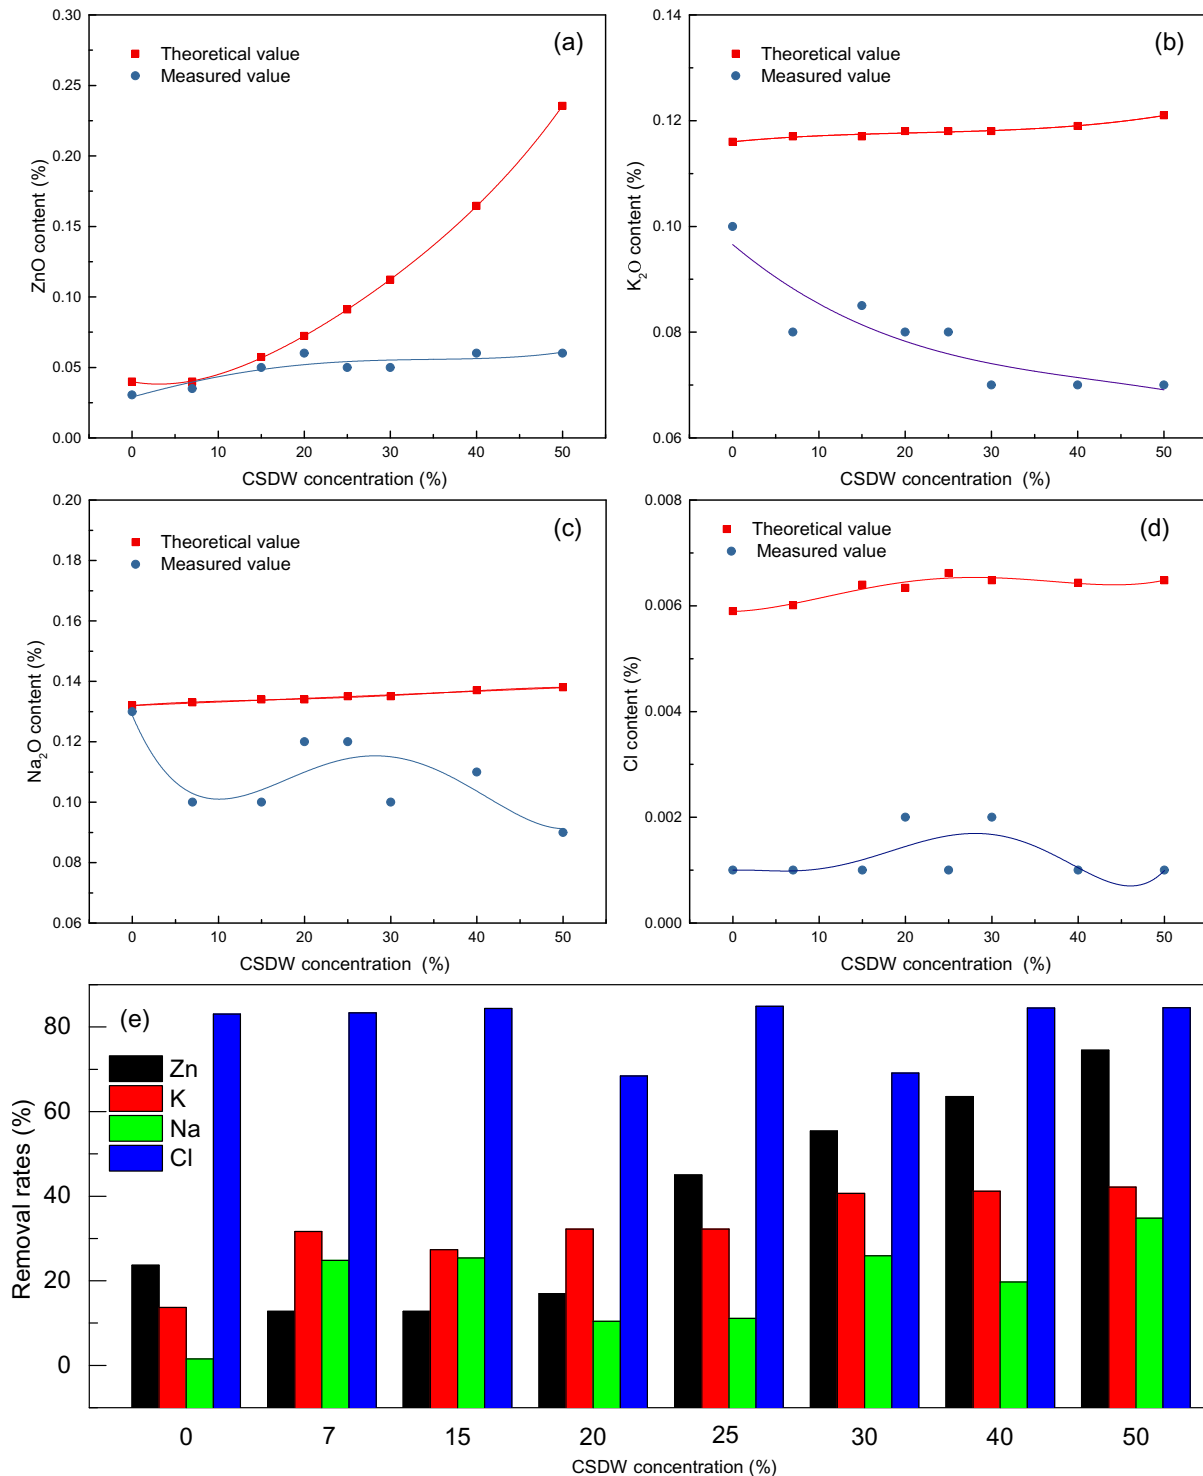 (a)
Theoretical value
Measured value
ZnO content (%)
0.30
0.25
0.20
0.15
0.10
0.05
0.00
0 10 20 30 40 50
CSDW concentration (%)
(b)
Theoretical value
Measured value
K₂O content (%)
0.14
0.12
0.10
0.08
0.06
0 10 20 30 40 50
CSDW concentration (%)
(c)
Theoretical value
Measured value
Na₂O content (%)
0.20
0.18
0.16
0.14
0.12
0.10
0.08
0.06
0 10 20 30 40 50
CSDW concentration (%)
(d)
Theoretical value
Measured value
Cl content (%)
0.008
0.006
0.004
0.002
0.000
0 10 20 30 40 50
CSDW concentration (%)
(e)
Zn
K
Na
Cl
Removal rates (%)
80
60
40
20
0
0 7 15 20 25 30 40 50
CSDW concentration (%)